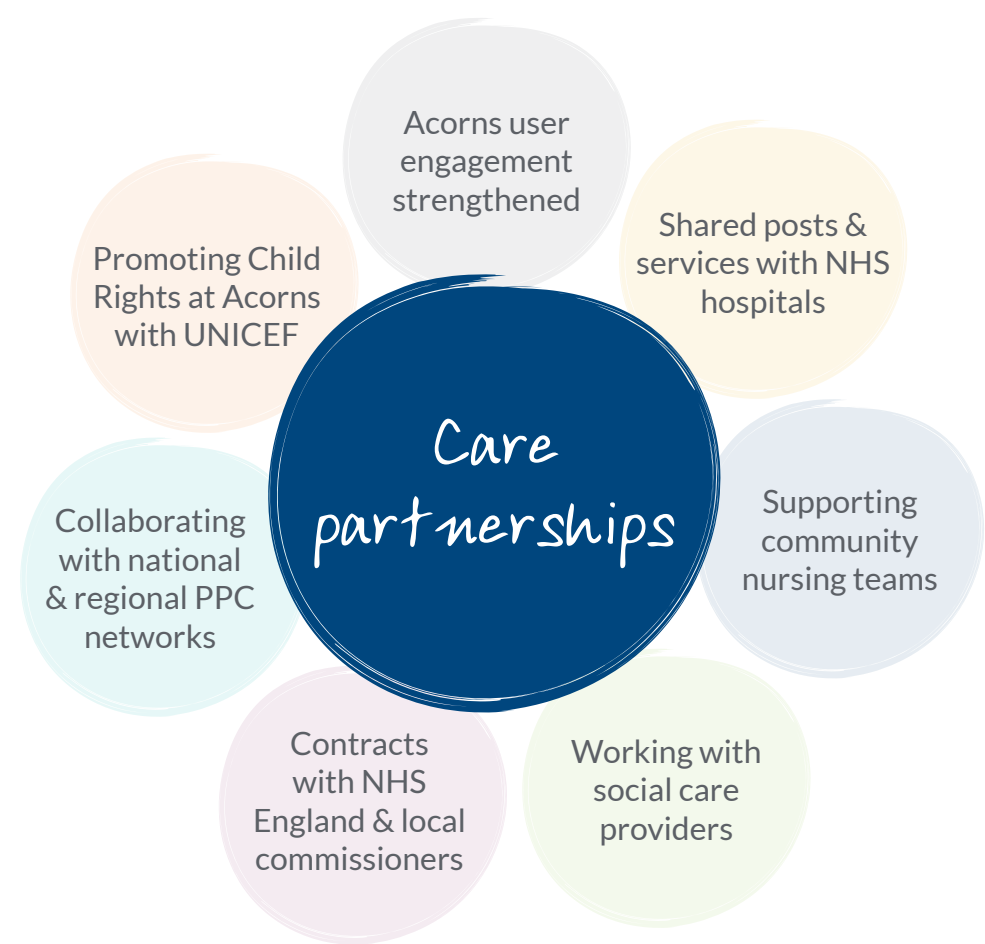 Acorns user
engagement
strengthened
Shared posts &
services with NHS
hospitals
Promoting Child
Rights at Acorns
with UNICEF
Care
partnerships
Supporting
community
nursing teams
Collaborating
with national
& regional PPC
networks
Contracts
with NHS
England & local
commissioners
Working with
social care
providers